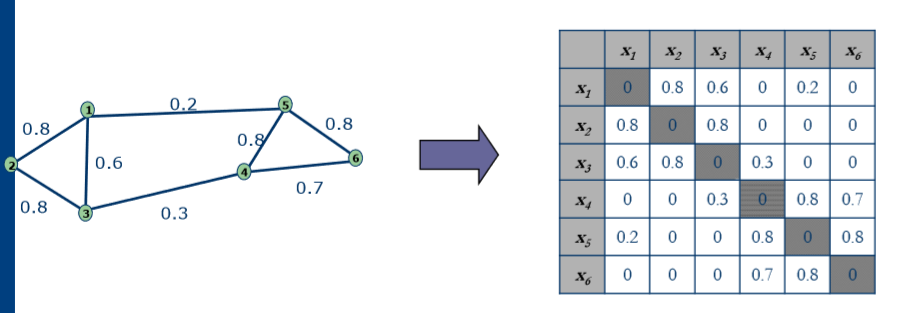 0.2
1
5
0.8
0.8
0.8
2
0.6
6
4
0.7
0.8
3
0.3
x1 x2 x3 x4 x5 x6
x1 0 0.8 0.6 0 0.2 0
x2 0.8 0 0.8 0 0 0
x3 0.6 0.8 0 0.3 0 0
x4 0 0 0.3 0 0.8 0.7
x5 0.2 0 0 0.8 0 0.8
x6 0 0 0 0.7 0.8 0